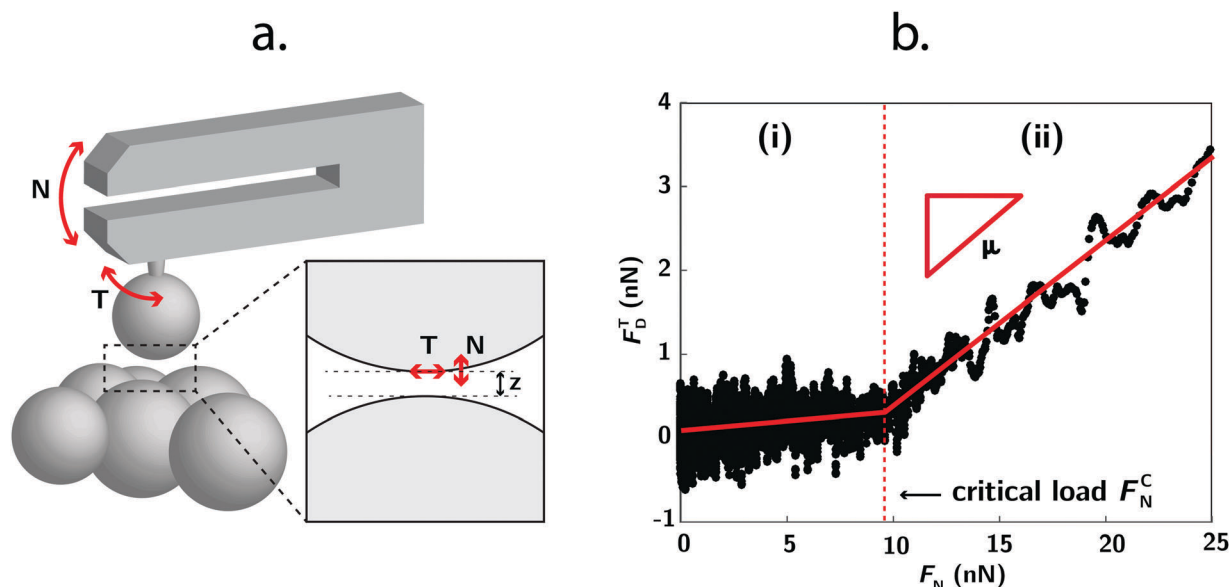 a.
N
T
T N
z
b.
4
3
2
1
0
-1
F_D^T (nN)
(i)
(ii)
μ
← critical load F_N^C
0 5 10 15 20 25
F_N (nN)